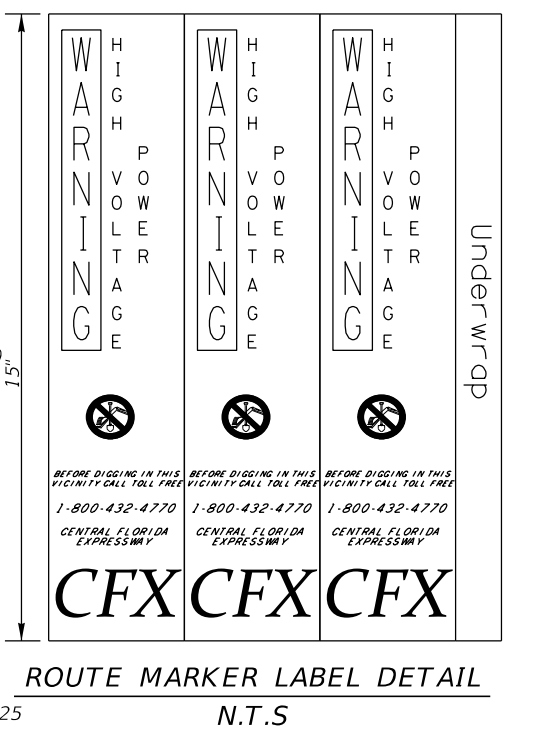 WARNING HIGH VOLTAGE POWER
WARNING HIGH VOLTAGE POWER
WARNING HIGH VOLTAGE POWER
Underwrap
15"
BEFORE DIGGING IN THIS
VICINITY CALL TOLL FREE
1-800-432-4770
CENTRAL FLORIDA
EXPRESSWAY
CFX
BEFORE DIGGING IN THIS
VICINITY CALL TOLL FREE
1-800-432-4770
CENTRAL FLORIDA
EXPRESSWAY
CFX
BEFORE DIGGING IN THIS
VICINITY CALL TOLL FREE
1-800-432-4770
CENTRAL FLORIDA
EXPRESSWAY
CFX
ROUTE MARKER LABEL DETAIL
25
N.T.S